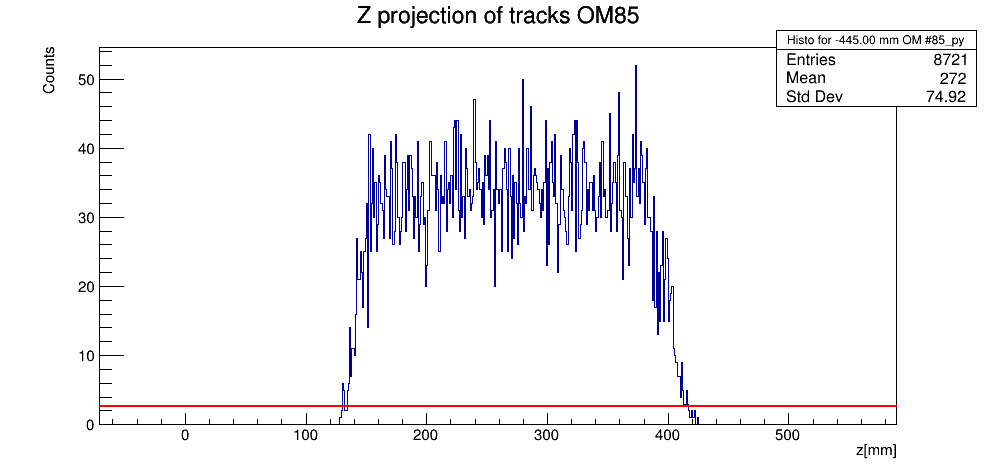 Z projection of tracks OM85
Histo for -445.00 mm OM #85_py
Entries 8721
Mean 272
Std Dev 74.92
Counts
50
40
30
20
10
0
0 100 200 300 400 500
z[mm]